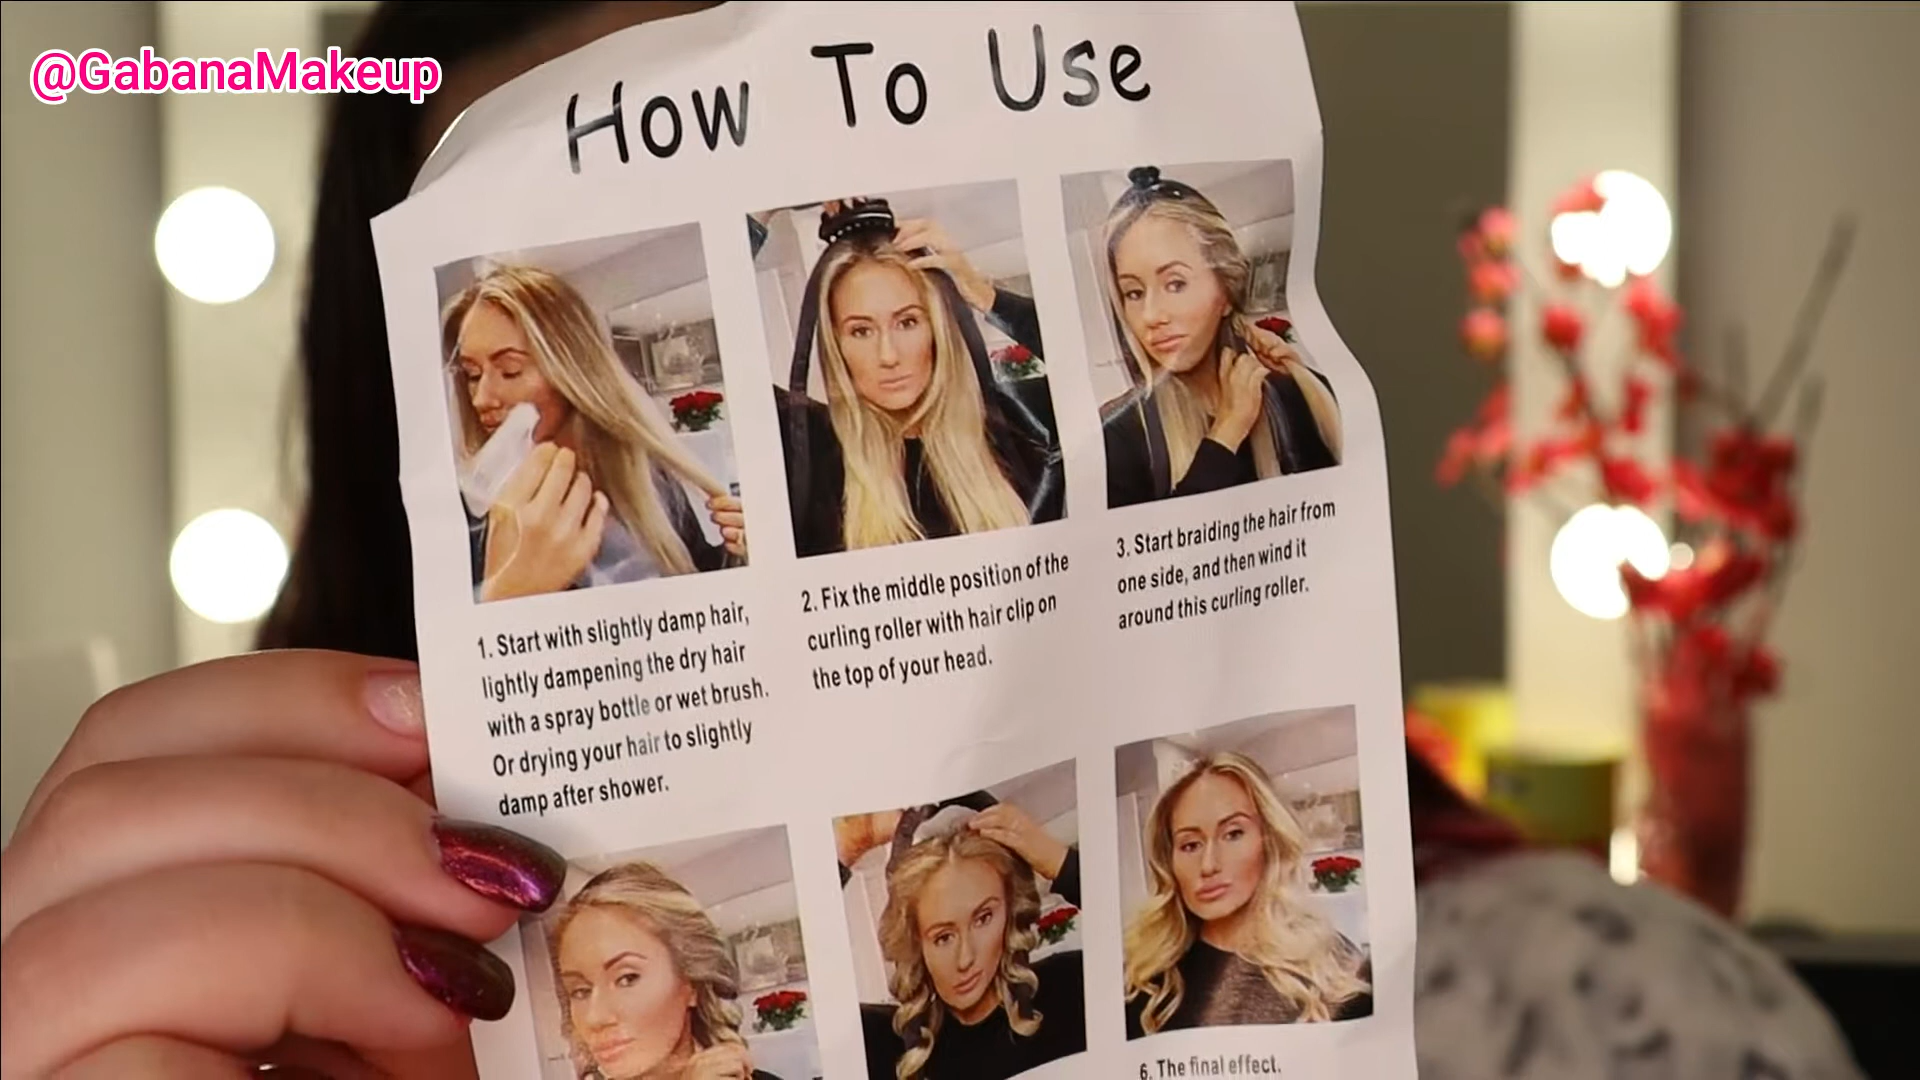 @GabanaMakeup
How To Use
1. Start with slightly damp hair,
lightly dampening the dry hair
with a spray bottle or wet brush.
Or drying your hair to slightly
damp after shower.
2. Fix the middle position of the
curling roller with hair clip on
the top of your head.
3. Start braiding the hair from
one side, and then wind it
around this curling roller.
6. The final effect.